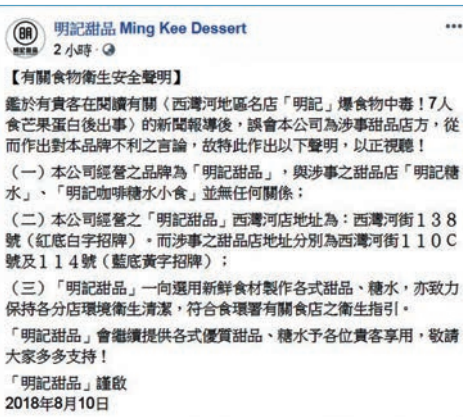 明記甜品
明記甜品 Ming Kee Dessert
2 小時 ·
【有關食物衛生安全聲明】
鑑於有貴客在閱讀有關〈西灣河地區名店「明記」爆食物中毒！7人
食芒果蛋白後出事〉的新聞報導後，誤會本公司為涉事甜品店方，從
而作出對本品牌不利之言論，故特此作出以下聲明，以正視聽！
（一）本公司經營之品牌為「明記甜品」，與涉事之甜品店「明記糖
水」、「明記咖啡糖水小食」並無任何關係；
（二）本公司經營之「明記甜品」西灣河店地址為：西灣河街１３８
號（紅底白字招牌）。而涉事之甜品店地址分別為西灣河街１１０C
號及１１４號（藍底黃字招牌）；
（三）「明記甜品」一向選用新鮮食材製作各式甜品、糖水，亦致力
保持各分店環境衛生清潔，符合食環署有關食店之衛生指引。
「明記甜品」會繼續提供各式優質甜品、糖水予各位貴客享用，敬請
大家多多支持！
「明記甜品」謹啟
2018年8月10日